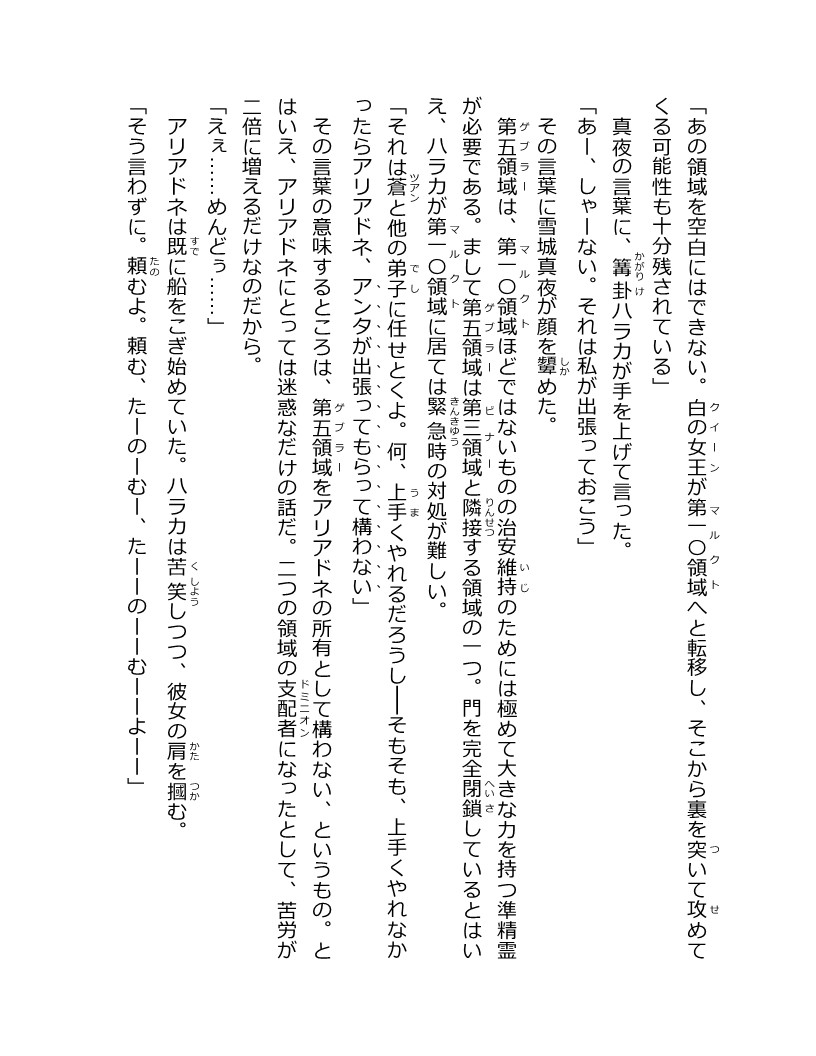 「あの領域を空白にはできない。白の女王が第一〇領域へと転移し、そこから裏を突いて攻めて
くる可能性も十分残されている」
真夜の言葉に、篝卦ハラカが手を上げて言った。
「あー、しゃーない。それは私が出張っておこう」
その言葉に雪城真夜が顔を顰めた。
第五領域は、第一〇領域ほどではないものの治安維持のためには極めて大きな力を持つ準精霊
が必要である。まして第五領域は第三領域と隣接する領域の一つ。門を完全閉鎖しているとはい
え、ハラカが第一〇領域に居ては緊急時の対処が難しい。
「それは蒼と他の弟子に任せとくよ。何、上手くやれるだろうし──そもそも、上手くやれなか
ったらアリアドネ、アンタが出張ってもらって構わない」
その言葉の意味するところは、第五領域をアリアドネの所有として構わない、というもの。と
はいえ、アリアドネにとっては迷惑なだけの話だ。二つの領域の支配者になったとして、苦労が
二倍に増えるだけなのだから。
「えぇ……めんどぅ……」
アリアドネは既に船をこぎ始めていた。ハラカは苦笑しつつ、彼女の肩を摑む。
「そう言わずに。頼むよ。頼む、たーのーむー、たーーのーーむーーよーー」